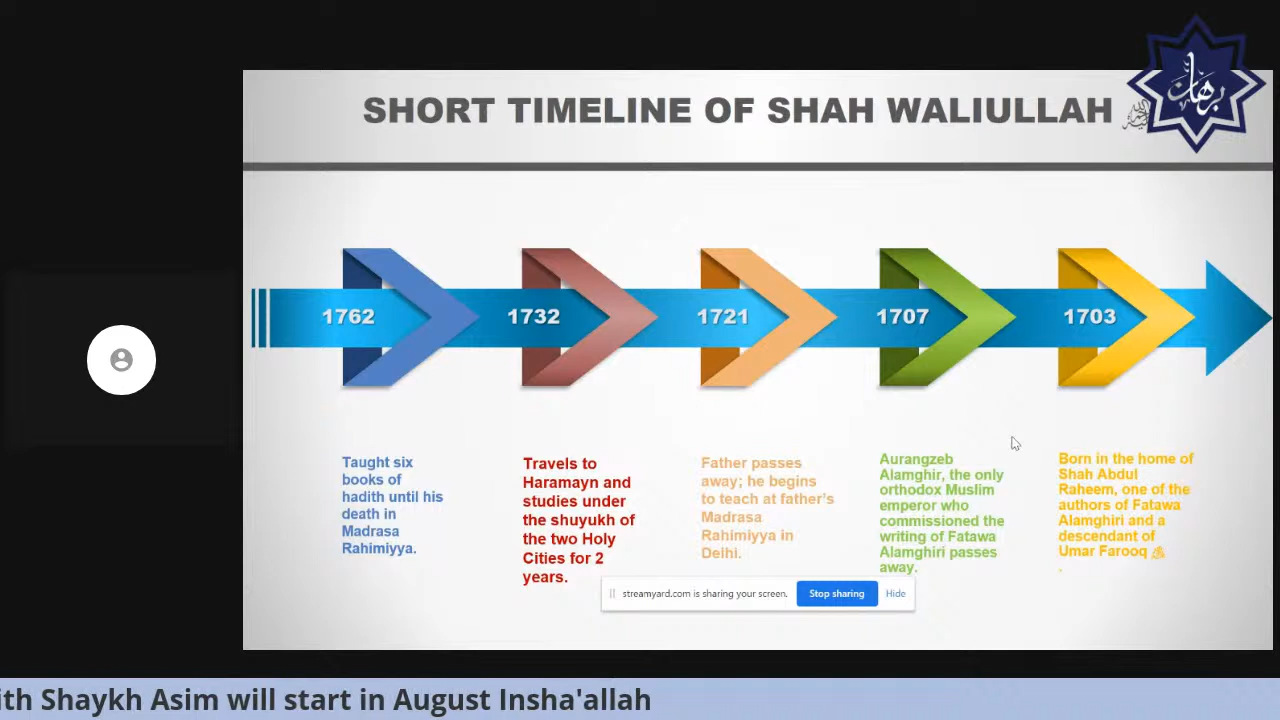 SHORT TIMELINE OF SHAH WALIULLAH
برهان
1762
1732
1721
1707
1703
Taught six
books of
hadith until his
death in
Madrasa
Rahimiyya.
Travels to
Haramayn and
studies under
the shuyukh of
the two Holy
Cities for 2
years.
Father passes
away; he begins
to teach at father's
Madrasa
Rahimiyya in
Delhi.
Aurangzeb
Alamghir, the only
orthodox Muslim
emperor who
commissioned the
writing of Fatawa
Alamghiri passes
away.
Born in the home of
Shah Abdul
Raheem, one of the
authors of Fatawa
Alamghiri and a
descendant of
Umar Farooq
.
streamyard.com is sharing your screen.
Stop sharing
Hide
ith Shaykh Asim will start in August Insha'allah